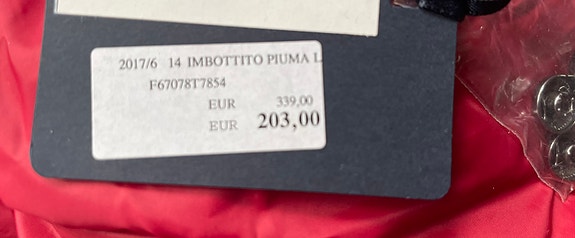 2017/6 14 IMBOTTITO PIUMA L
F67078T7854
EUR 339,00
EUR 203,00